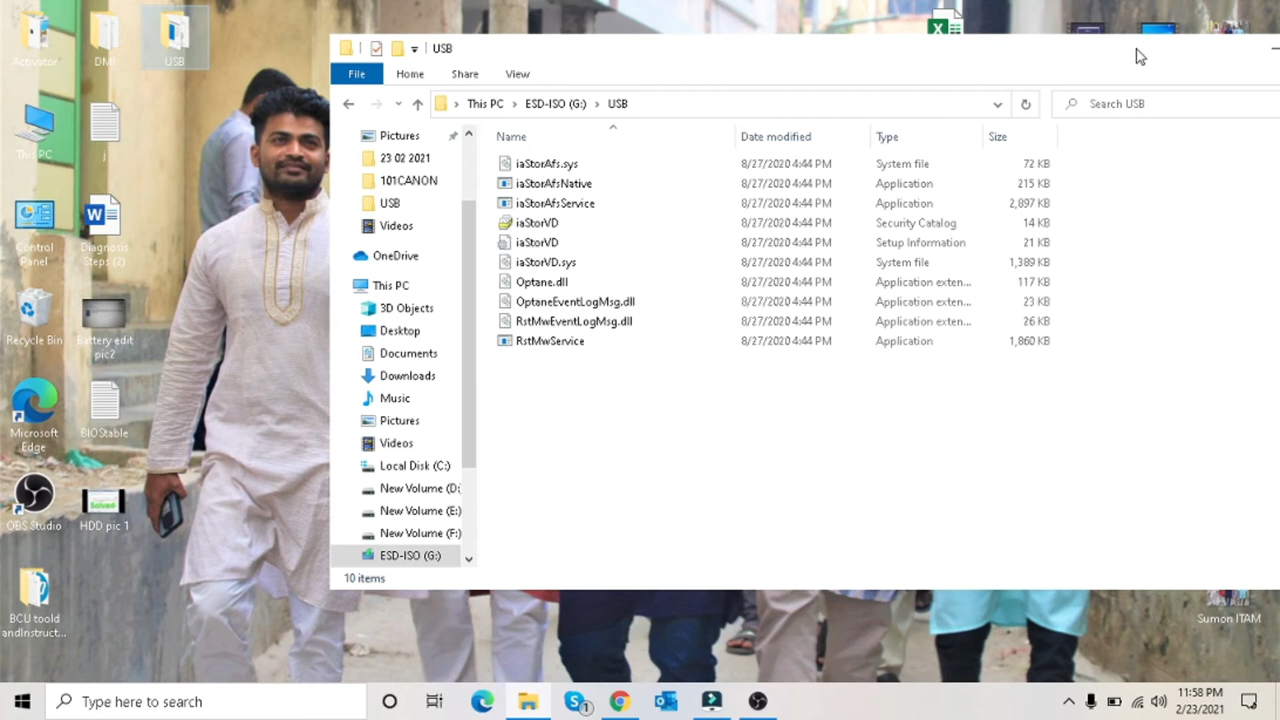 Activator
DMI
USB
This PC
j
Control
Panel
Diagnosis
Steps (2)
Recycle Bin
Battery edit
pic2
Microsoft
Edge
BIOStable
OBS Studio
Solved
HDD pic 1
BCU toold
andInstruct...
USB
File
Home
Share
View
This PC
ESD-ISO (G:)
USB
Search USB
Pictures
23 02 2021
101CANON
USB
Videos
OneDrive
This PC
3D Objects
Desktop
Documents
Downloads
Music
Pictures
Videos
Local Disk (C:)
New Volume (D:
New Volume (E:)
New Volume (F:)
ESD-ISO (G:)
Name Date modified Type Size
iaStorAfs.sys 8/27/2020 4:44 PM System file 72 KB
iaStorAfsNative 8/27/2020 4:44 PM Application 215 KB
iaStorAfsService 8/27/2020 4:44 PM Application 2,897 KB
iaStorVD 8/27/2020 4:44 PM Security Catalog 14 KB
iaStorVD 8/27/2020 4:44 PM Setup Information 21 KB
iaStorVD.sys 8/27/2020 4:44 PM System file 1,389 KB
Optane.dll 8/27/2020 4:44 PM Application exten... 117 KB
OptaneEventLogMsg.dll 8/27/2020 4:44 PM Application exten... 23 KB
RstMwEventLogMsg.dll 8/27/2020 4:44 PM Application exten... 26 KB
RstMwService 8/27/2020 4:44 PM Application 1,860 KB
10 items
Sumon ITAM
Type here to search
1
11:58 PM
2/23/2021